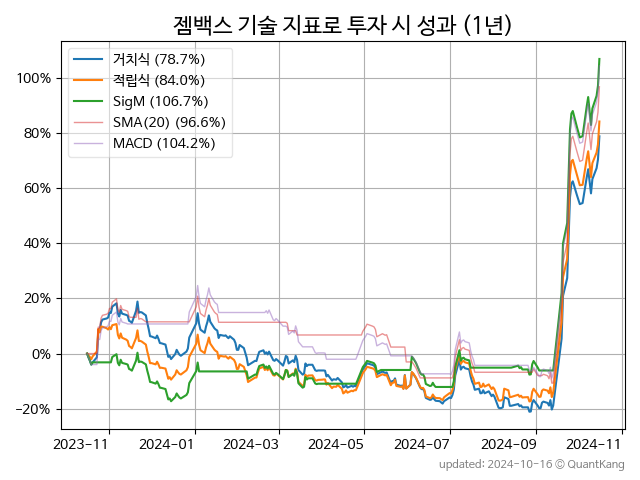 젬백스 기술 지표로 투자 시 성과 (1년)
거치식 (78.7%)
적립식 (84.0%)
SigM (106.7%)
SMA(20) (96.6%)
MACD (104.2%)
100%
80%
60%
40%
20%
0%
−20%
2023-11 2024-01 2024-03 2024-05 2024-07 2024-09 2024-11
updated: 2024-10-16 © QuantKang